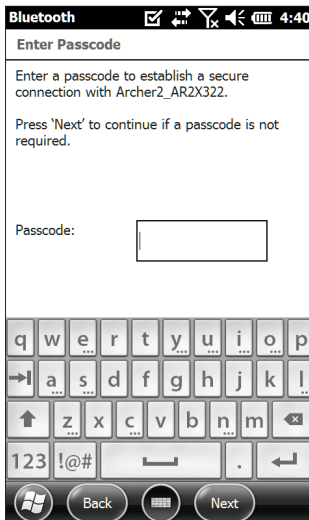 Bluetooth 4:40
Enter Passcode
Enter a passcode to establish a secure
connection with Archer2_AR2X322.
Press ‘Next’ to continue if a passcode is not
required.
Passcode:
q w e r t y u i o p
a s d f g h j k l
z x c v b n m
123 !@# .
Back Next